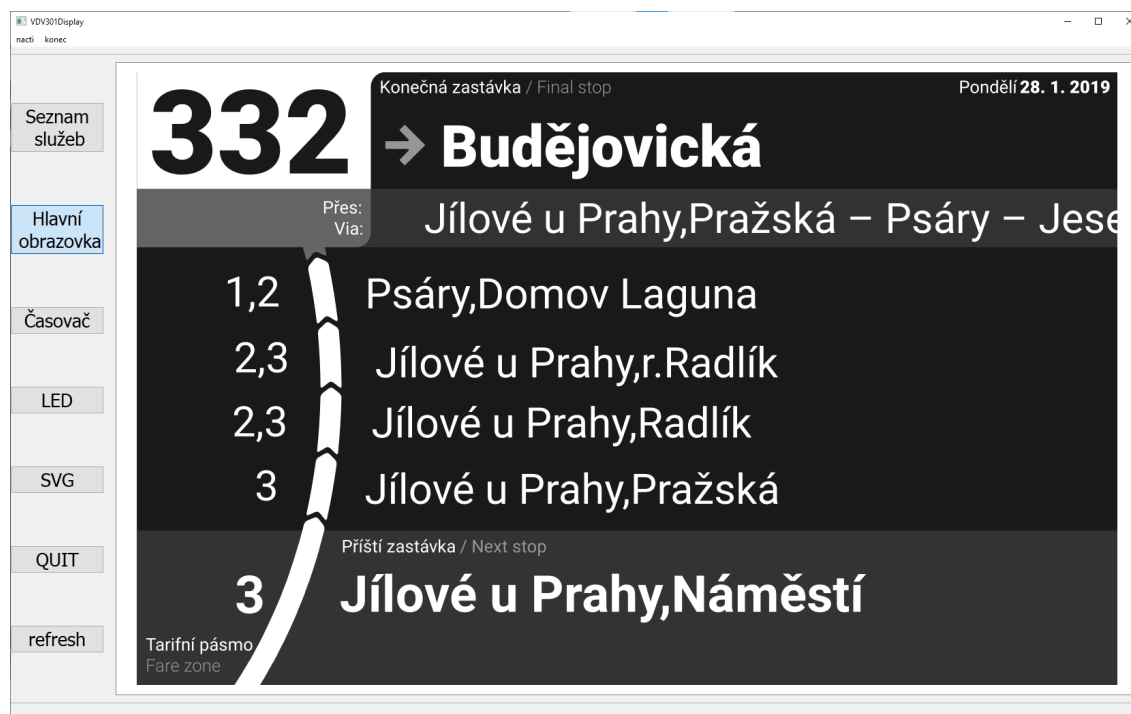 VDV301Display
nacti konec
Seznam služeb
Hlavní obrazovka
Časovač
LED
SVG
QUIT
refresh
332
Konečná zastávka / Final stop
Pondělí 28. 1. 2019
→ Budějovická
Přes:
Via:
Jílové u Prahy,Pražská – Psáry – Jese
1,2 Psáry,Domov Laguna
2,3 Jílové u Prahy,r.Radlík
2,3 Jílové u Prahy,Radlík
3 Jílové u Prahy,Pražská
Příští zastávka / Next stop
3 Jílové u Prahy,Náměstí
Tarifní pásmo
Fare zone